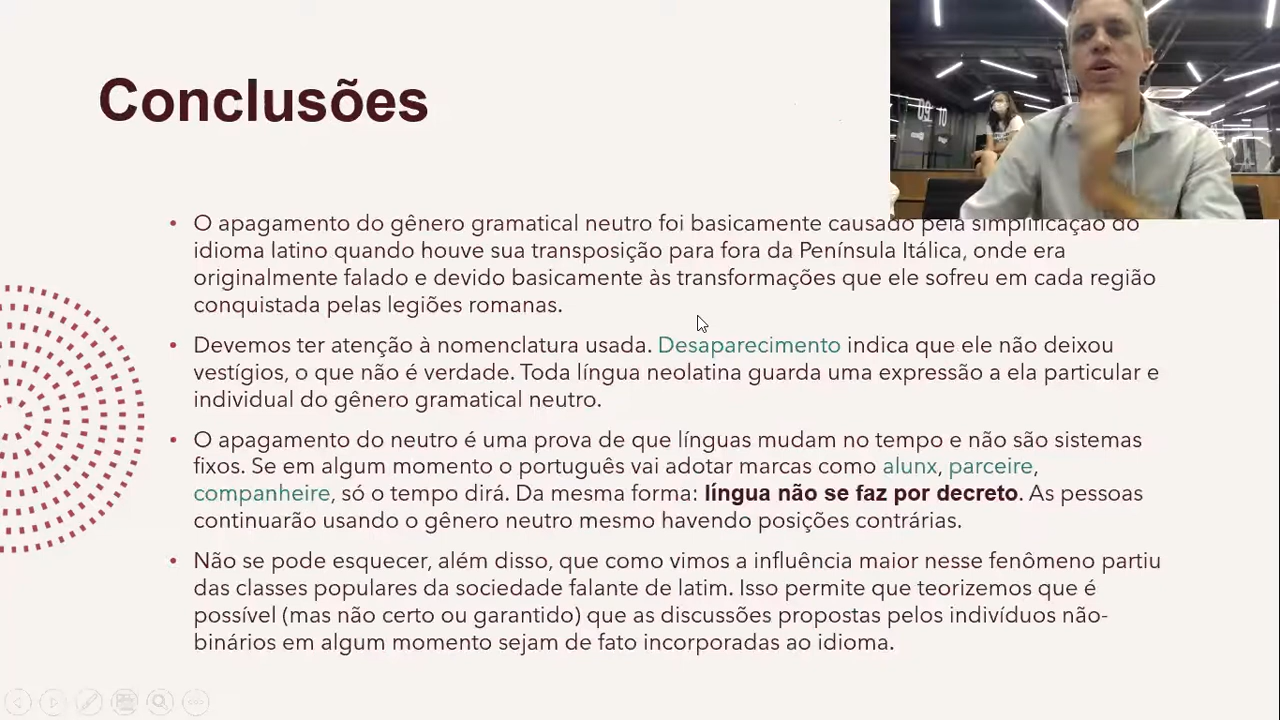 Conclusões
• O apagamento do gênero gramatical neutro foi basicamente causado pela simplificação do
idioma latino quando houve sua transposição para fora da Península Itálica, onde era
originalmente falado e devido basicamente às transformações que ele sofreu em cada região
conquistada pelas legiões romanas.
• Devemos ter atenção à nomenclatura usada. Desaparecimento indica que ele não deixou
vestígios, o que não é verdade. Toda língua neolatina guarda uma expressão a ela particular e
individual do gênero gramatical neutro.
• O apagamento do neutro é uma prova de que línguas mudam no tempo e não são sistemas
fixos. Se em algum momento o português vai adotar marcas como alunx, parceire,
companheire, só o tempo dirá. Da mesma forma: língua não se faz por decreto. As pessoas
continuarão usando o gênero neutro mesmo havendo posições contrárias.
• Não se pode esquecer, além disso, que como vimos a influência maior nesse fenômeno partiu
das classes populares da sociedade falante de latim. Isso permite que teorizemos que é
possível (mas não certo ou garantido) que as discussões propostas pelos indivíduos não-
binários em algum momento sejam de fato incorporadas ao idioma.